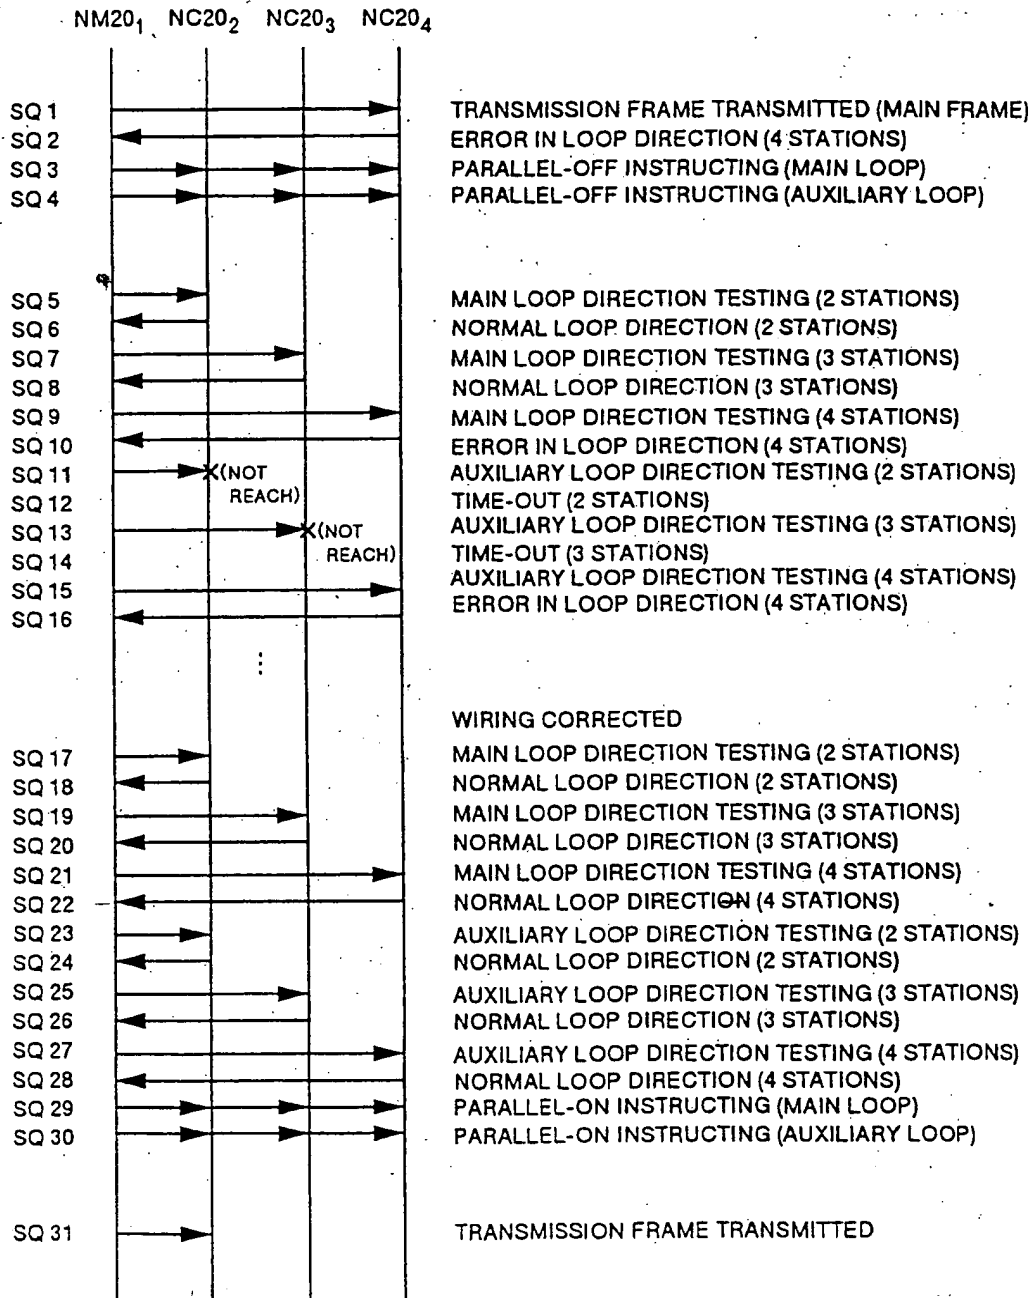 NM20₁ NC20₂ NC20₃ NC20₄
SQ 1 TRANSMISSION FRAME TRANSMITTED (MAIN FRAME)
SQ 2 ERROR IN LOOP DIRECTION (4 STATIONS)
SQ 3 PARALLEL-OFF INSTRUCTING (MAIN LOOP)
SQ 4 PARALLEL-OFF INSTRUCTING (AUXILIARY LOOP)
SQ 5 MAIN LOOP DIRECTION TESTING (2 STATIONS)
SQ 6 NORMAL LOOP DIRECTION (2 STATIONS)
SQ 7 MAIN LOOP DIRECTION TESTING (3 STATIONS)
SQ 8 NORMAL LOOP DIRECTION (3 STATIONS)
SQ 9 MAIN LOOP DIRECTION TESTING (4 STATIONS)
SQ 10 ERROR IN LOOP DIRECTION (4 STATIONS)
SQ 11 X(NOT AUXILIARY LOOP DIRECTION TESTING (2 STATIONS)
SQ 12 REACH) TIME-OUT (2 STATIONS)
SQ 13 X(NOT AUXILIARY LOOP DIRECTION TESTING (3 STATIONS)
SQ 14 REACH) TIME-OUT (3 STATIONS)
SQ 15 AUXILIARY LOOP DIRECTION TESTING (4 STATIONS)
SQ 16 ERROR IN LOOP DIRECTION (4 STATIONS)
WIRING CORRECTED
SQ 17 MAIN LOOP DIRECTION TESTING (2 STATIONS)
SQ 18 NORMAL LOOP DIRECTION (2 STATIONS)
SQ 19 MAIN LOOP DIRECTION TESTING (3 STATIONS)
SQ 20 NORMAL LOOP DIRECTION (3 STATIONS)
SQ 21 MAIN LOOP DIRECTION TESTING (4 STATIONS)
SQ 22 NORMAL LOOP DIRECTION (4 STATIONS)
SQ 23 AUXILIARY LOOP DIRECTION TESTING (2 STATIONS)
SQ 24 NORMAL LOOP DIRECTION (2 STATIONS)
SQ 25 AUXILIARY LOOP DIRECTION TESTING (3 STATIONS)
SQ 26 NORMAL LOOP DIRECTION (3 STATIONS)
SQ 27 AUXILIARY LOOP DIRECTION TESTING (4 STATIONS)
SQ 28 NORMAL LOOP DIRECTION (4 STATIONS)
SQ 29 PARALLEL-ON INSTRUCTING (MAIN LOOP)
SQ 30 PARALLEL-ON INSTRUCTING (AUXILIARY LOOP)
SQ 31 TRANSMISSION FRAME TRANSMITTED